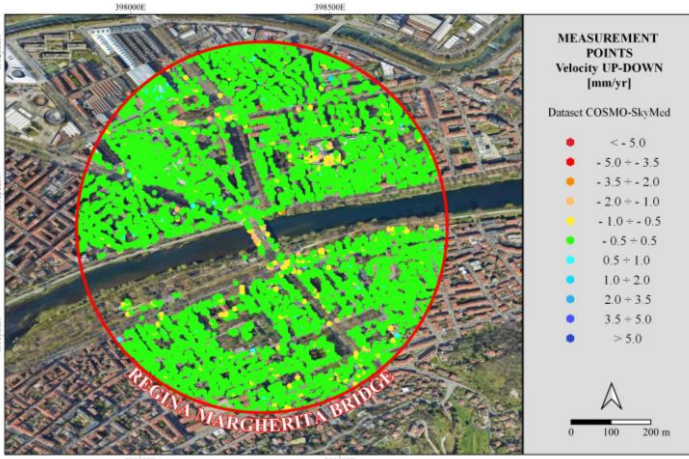 398000E
398500E
MEASUREMENT
POINTS
Velocity UP-DOWN
[mm/yr]
Dataset COSMO-SkyMed
< - 5.0
- 5.0 ÷ - 3.5
- 3.5 ÷ - 2.0
- 2.0 ÷ - 1.0
- 1.0 ÷ - 0.5
- 0.5 ÷ 0.5
0.5 ÷ 1.0
1.0 ÷ 2.0
2.0 ÷ 3.5
3.5 ÷ 5.0
> 5.0
REGINA MARGHERITA BRIDGE
0 100 200 m